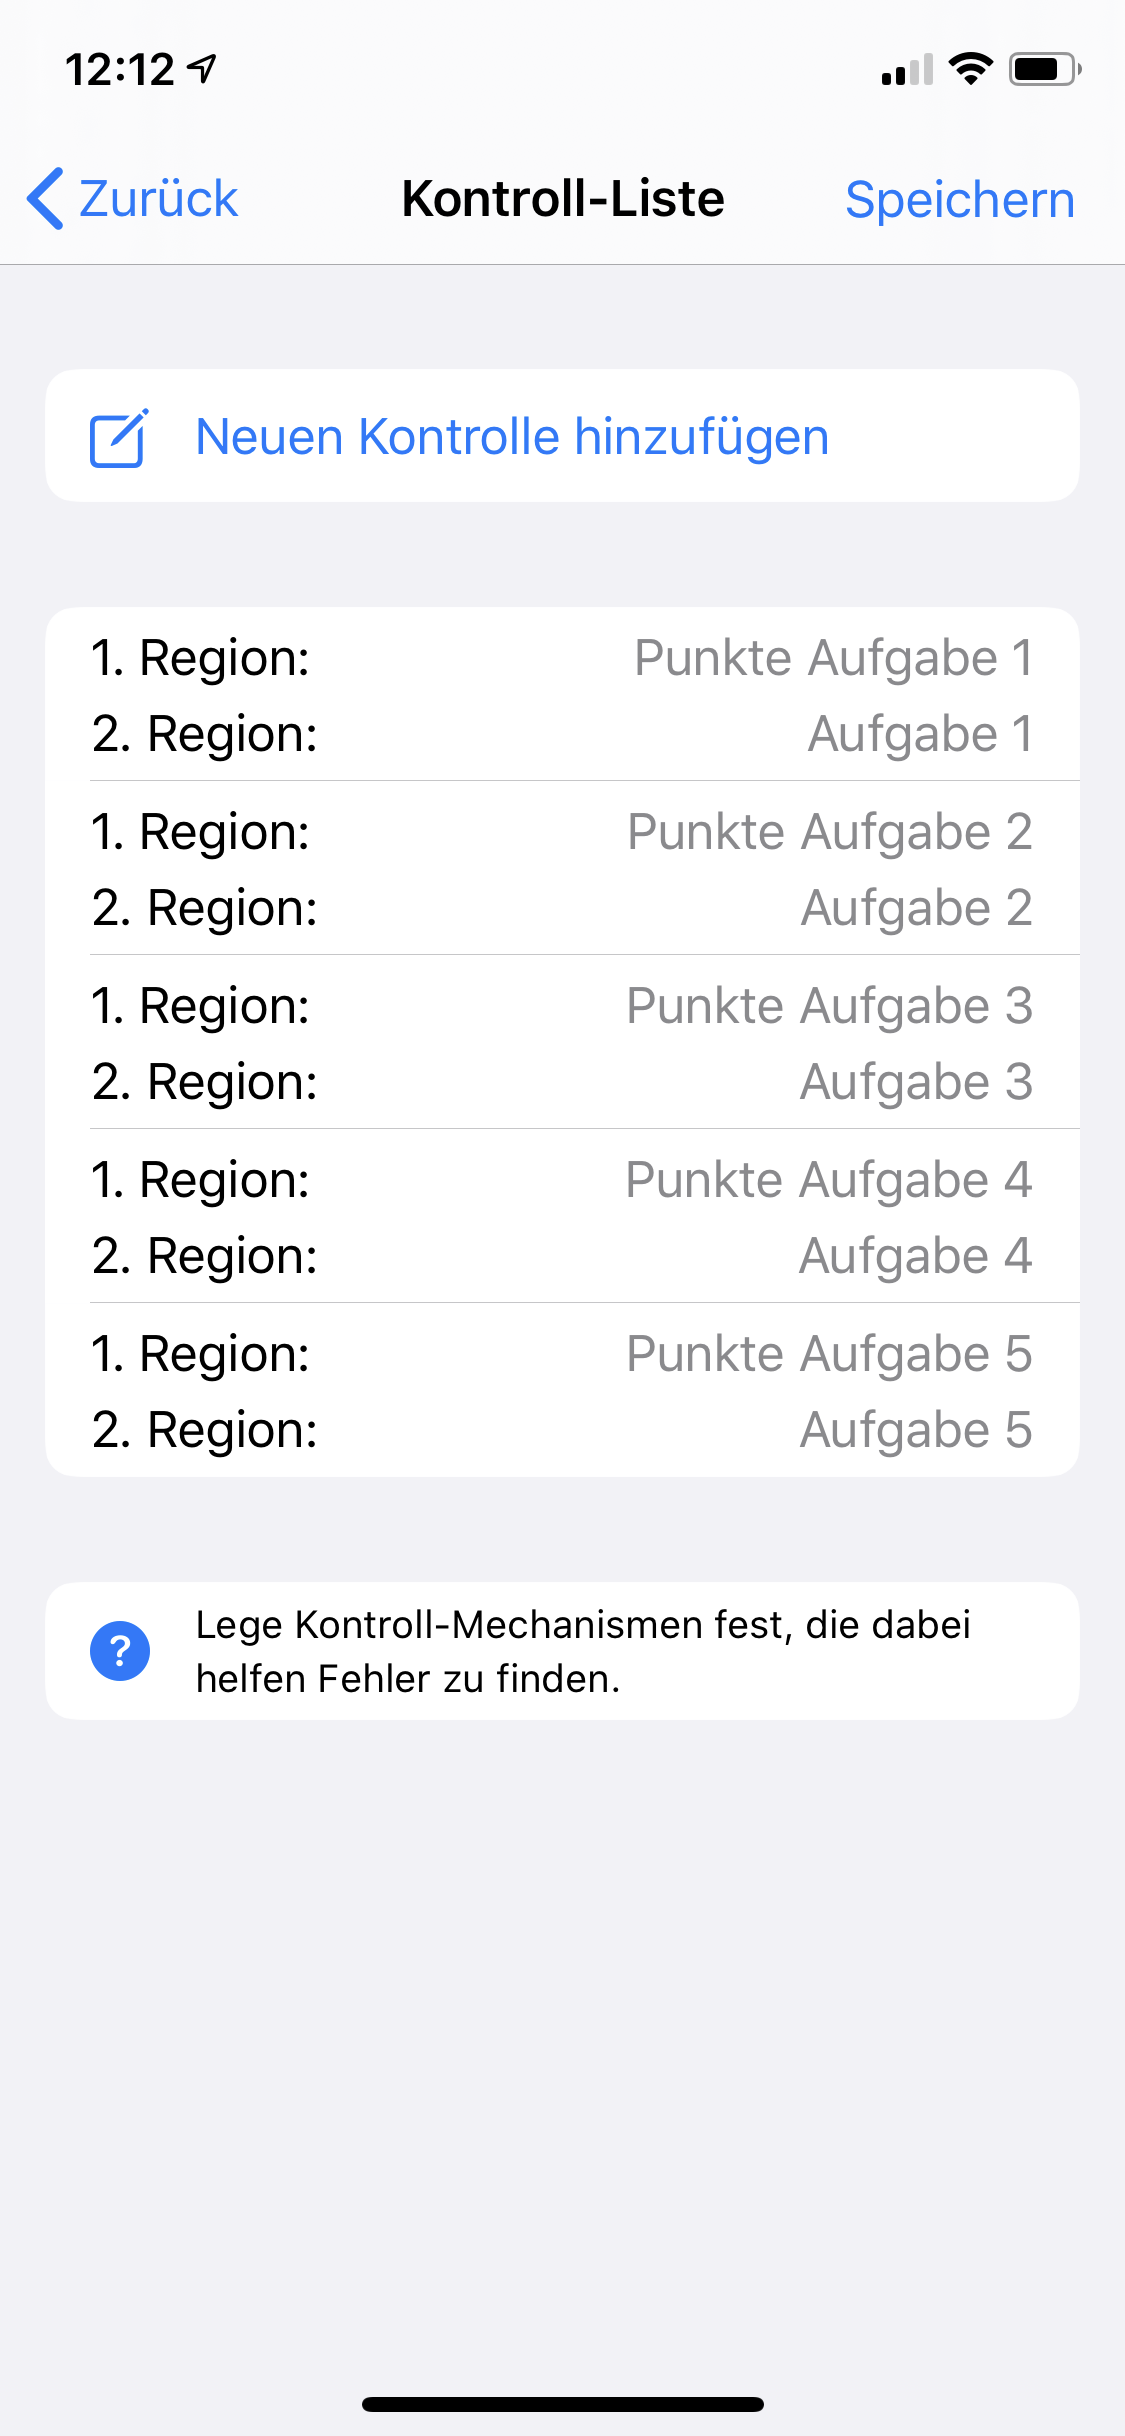 12:12
Zurück
Kontroll-Liste
Speichern
Neuen Kontrolle hinzufügen
1. Region: Punkte Aufgabe 1
2. Region: Aufgabe 1
1. Region: Punkte Aufgabe 2
2. Region: Aufgabe 2
1. Region: Punkte Aufgabe 3
2. Region: Aufgabe 3
1. Region: Punkte Aufgabe 4
2. Region: Aufgabe 4
1. Region: Punkte Aufgabe 5
2. Region: Aufgabe 5
Lege Kontroll-Mechanismen fest, die dabei
helfen Fehler zu finden.